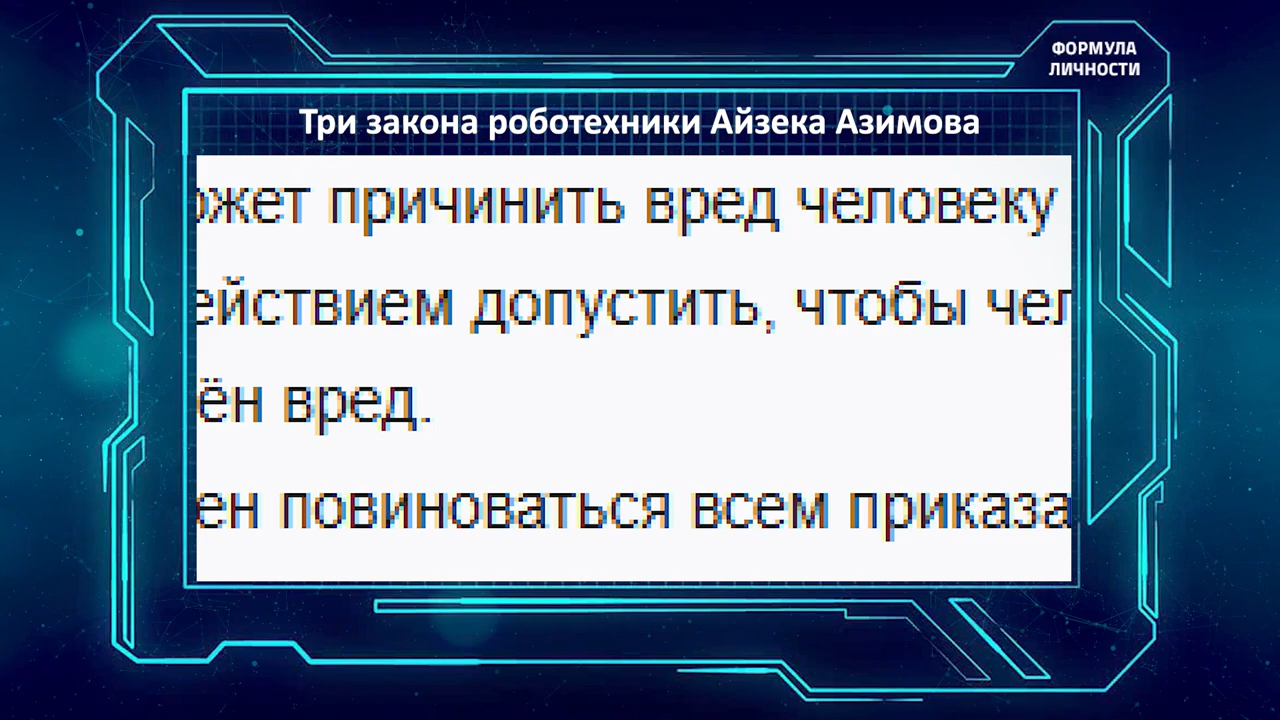 ФОРМУЛА
ЛИЧНОСТИ
Три закона роботехники Айзека Азимова
ожет причинить вред человеку
ействием допустить, чтобы чел
ён вред.
ен повиноваться всем приказа